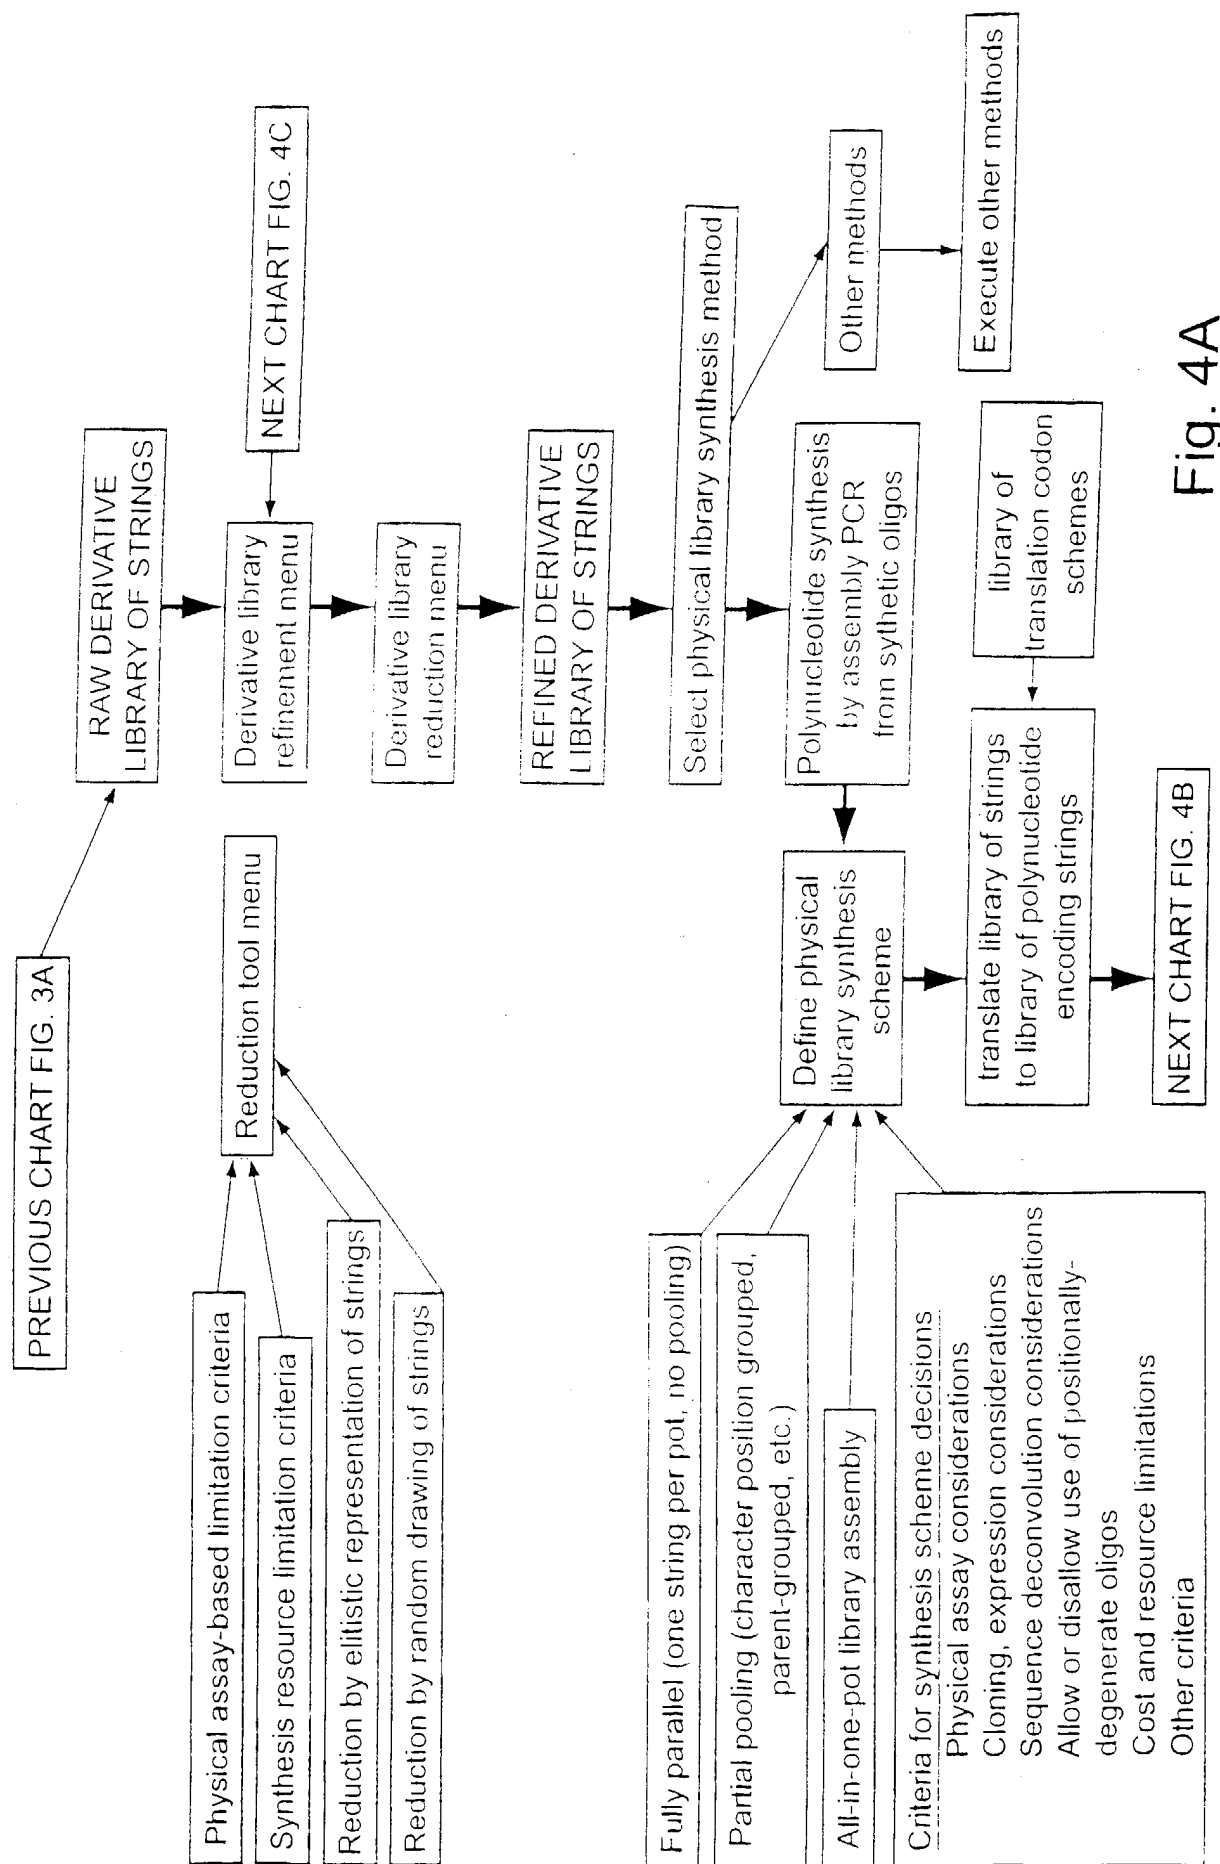 PREVIOUS CHART FIG. 3A
RAW DERIVATIVE
LIBRARY OF STRINGS
NEXT CHART FIG. 4C
Derivative library
refinement menu
Reduction tool menu
Physical assay-based limitation criteria
Synthesis resource limitation criteria
Reduction by elitistic representation of strings
Reduction by random drawing of strings
Derivative library
reduction menu
REFINED DERIVATIVE
LIBRARY OF STRINGS
Select physical library synthesis method
Other methods
Execute other methods
Polynucleotide synthesis
by assembly PCR
from sythetic oligos
Fully parallel (one string per pot, no pooling)
Partial pooling (character position grouped,
parent-grouped, etc.)
All-in-one-pot library assembly
Define physical
library synthesis
scheme
Criteria for synthesis scheme decisions
Physical assay considerations
Cloning, expression considerations
Sequence deconvolution considerations
Allow or disallow use of positionally-
degenerate oligos
Cost and resource limitations
Other criteria
library of
translation codon
schemes
translate library of strings
to library of polynucleotide
encoding strings
NEXT CHART FIG. 4B
Fig. 4A